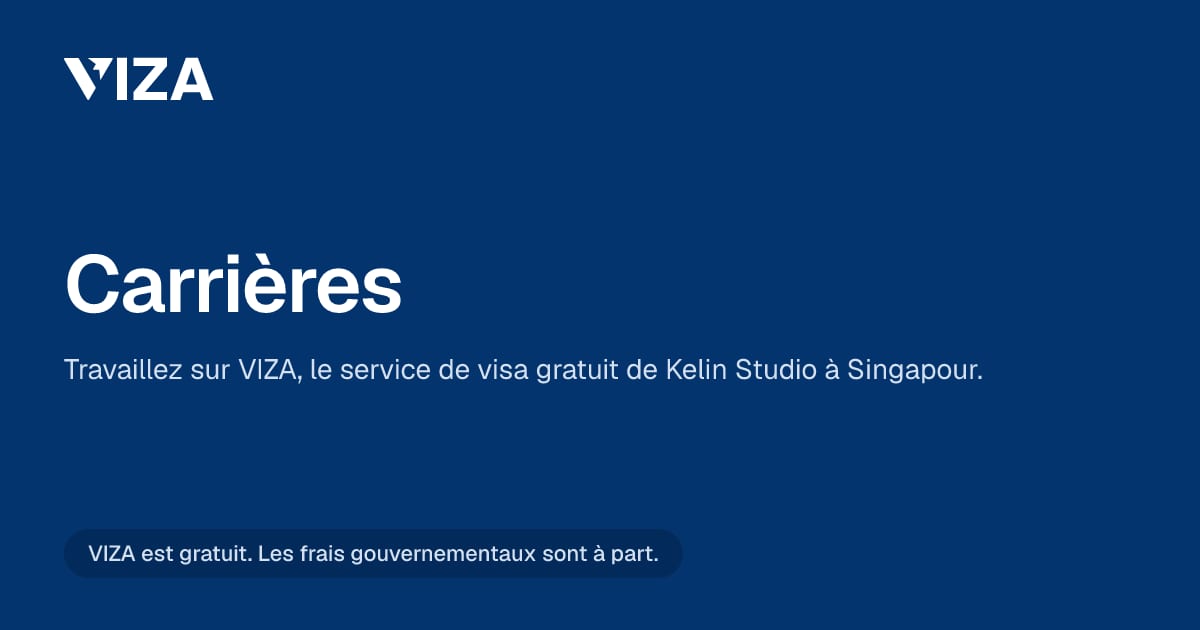 VIZA
Carrières
Travaillez sur VIZA, le service de visa gratuit de Kelin Studio à Singapour.
VIZA est gratuit. Les frais gouvernementaux sont à part.